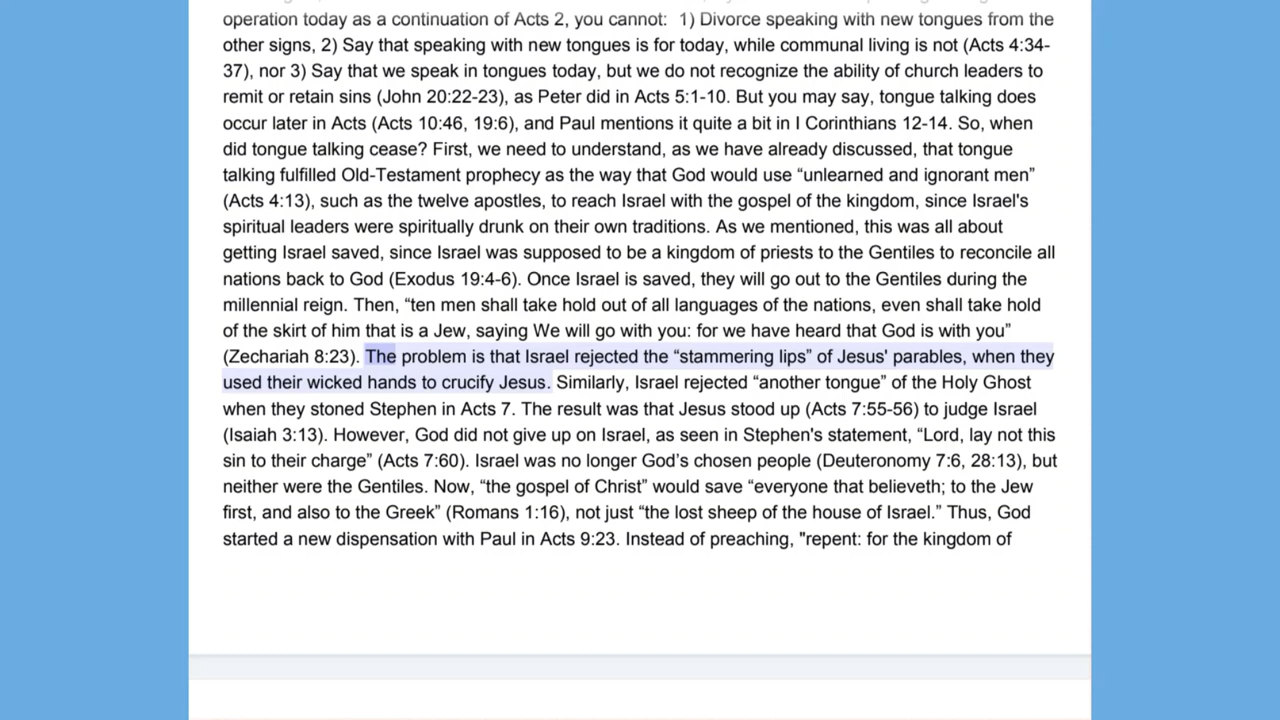 operation today as a continuation of Acts 2, you cannot:  1) Divorce speaking with new tongues from the
other signs, 2) Say that speaking with new tongues is for today, while communal living is not (Acts 4:34-
37), nor 3) Say that we speak in tongues today, but we do not recognize the ability of church leaders to
remit or retain sins (John 20:22-23), as Peter did in Acts 5:1-10. But you may say, tongue talking does
occur later in Acts (Acts 10:46, 19:6), and Paul mentions it quite a bit in I Corinthians 12-14. So, when
did tongue talking cease? First, we need to understand, as we have already discussed, that tongue
talking fulfilled Old-Testament prophecy as the way that God would use “unlearned and ignorant men”
(Acts 4:13), such as the twelve apostles, to reach Israel with the gospel of the kingdom, since Israel's
spiritual leaders were spiritually drunk on their own traditions. As we mentioned, this was all about
getting Israel saved, since Israel was supposed to be a kingdom of priests to the Gentiles to reconcile all
nations back to God (Exodus 19:4-6). Once Israel is saved, they will go out to the Gentiles during the
millennial reign. Then, “ten men shall take hold out of all languages of the nations, even shall take hold
of the skirt of him that is a Jew, saying We will go with you: for we have heard that God is with you”
(Zechariah 8:23). The problem is that Israel rejected the “stammering lips” of Jesus' parables, when they
used their wicked hands to crucify Jesus. Similarly, Israel rejected “another tongue” of the Holy Ghost
when they stoned Stephen in Acts 7. The result was that Jesus stood up (Acts 7:55-56) to judge Israel
(Isaiah 3:13). However, God did not give up on Israel, as seen in Stephen's statement, “Lord, lay not this
sin to their charge” (Acts 7:60). Israel was no longer God’s chosen people (Deuteronomy 7:6, 28:13), but
neither were the Gentiles. Now, “the gospel of Christ” would save “everyone that believeth; to the Jew
first, and also to the Greek” (Romans 1:16), not just “the lost sheep of the house of Israel.” Thus, God
started a new dispensation with Paul in Acts 9:23. Instead of preaching, "repent: for the kingdom of